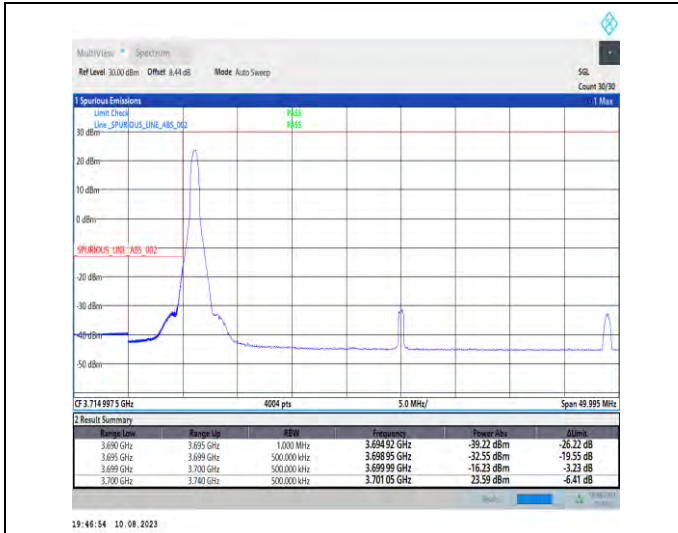 MultiView Spectrum
Ref Level 30.00 dBm Offset 8.44 dB Mode Auto Sweep SGL
Count 30/30
1 Spurious Emissions 1 Max
Limit Check PASS
Line _SPURIOUS_LINE_ABS_002 PASS
30 dBm
20 dBm
10 dBm
0 dBm
SPURIOUS_LINE_ABS_002
-20 dBm
-30 dBm
-40 dBm
-50 dBm
CF 3.714 997 5 GHz 4004 pts 5.0 MHz/ Span 49.995 MHz
2 Result Summary
Range Low Range Up RBW Frequency Power Abs ΔLimit
3.690 GHz 3.695 GHz 1.000 MHz 3.694 92 GHz -39.22 dBm -26.22 dB
3.695 GHz 3.699 GHz 500.000 kHz 3.698 95 GHz -32.55 dBm -19.55 dB
3.699 GHz 3.700 GHz 500.000 kHz 3.699 99 GHz -16.23 dBm -3.23 dB
3.700 GHz 3.740 GHz 500.000 kHz 3.701 05 GHz 23.59 dBm -6.41 dB
19:46:54 10.08.2023